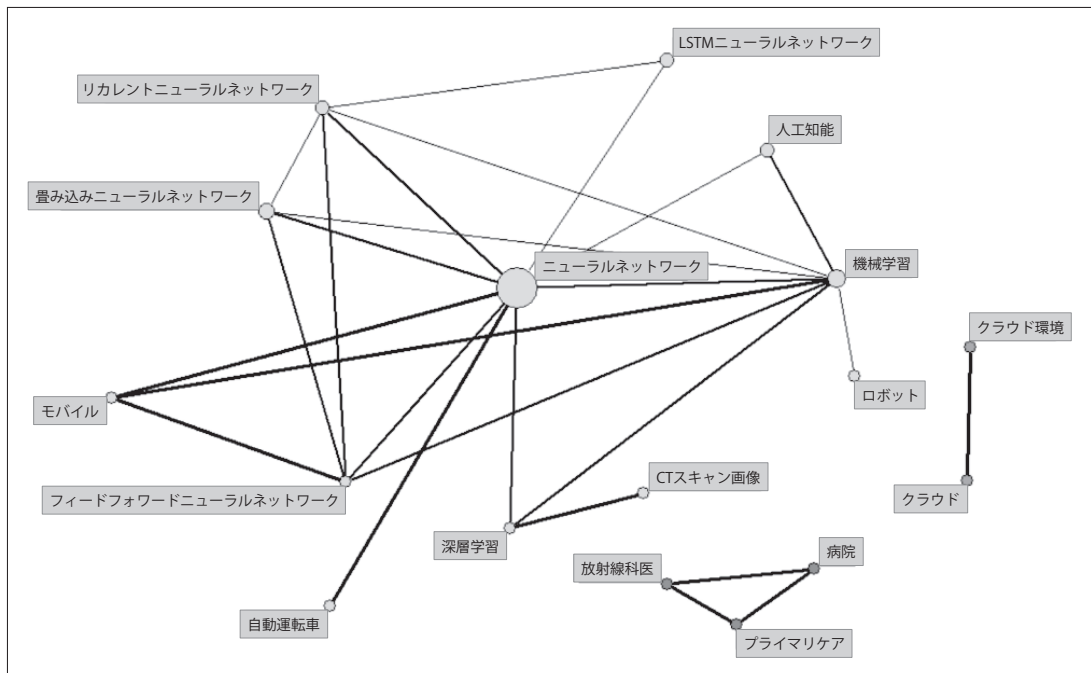 LSTMニューラルネットワーク
リカレントニューラルネットワーク
人工知能
畳み込みニューラルネットワーク
ニューラルネットワーク
機械学習
クラウド環境
モバイル
ロボット
フィードフォワードニューラルネットワーク
CTスキャン画像
クラウド
深層学習
放射線科医
病院
自動運転車
プライマリケア